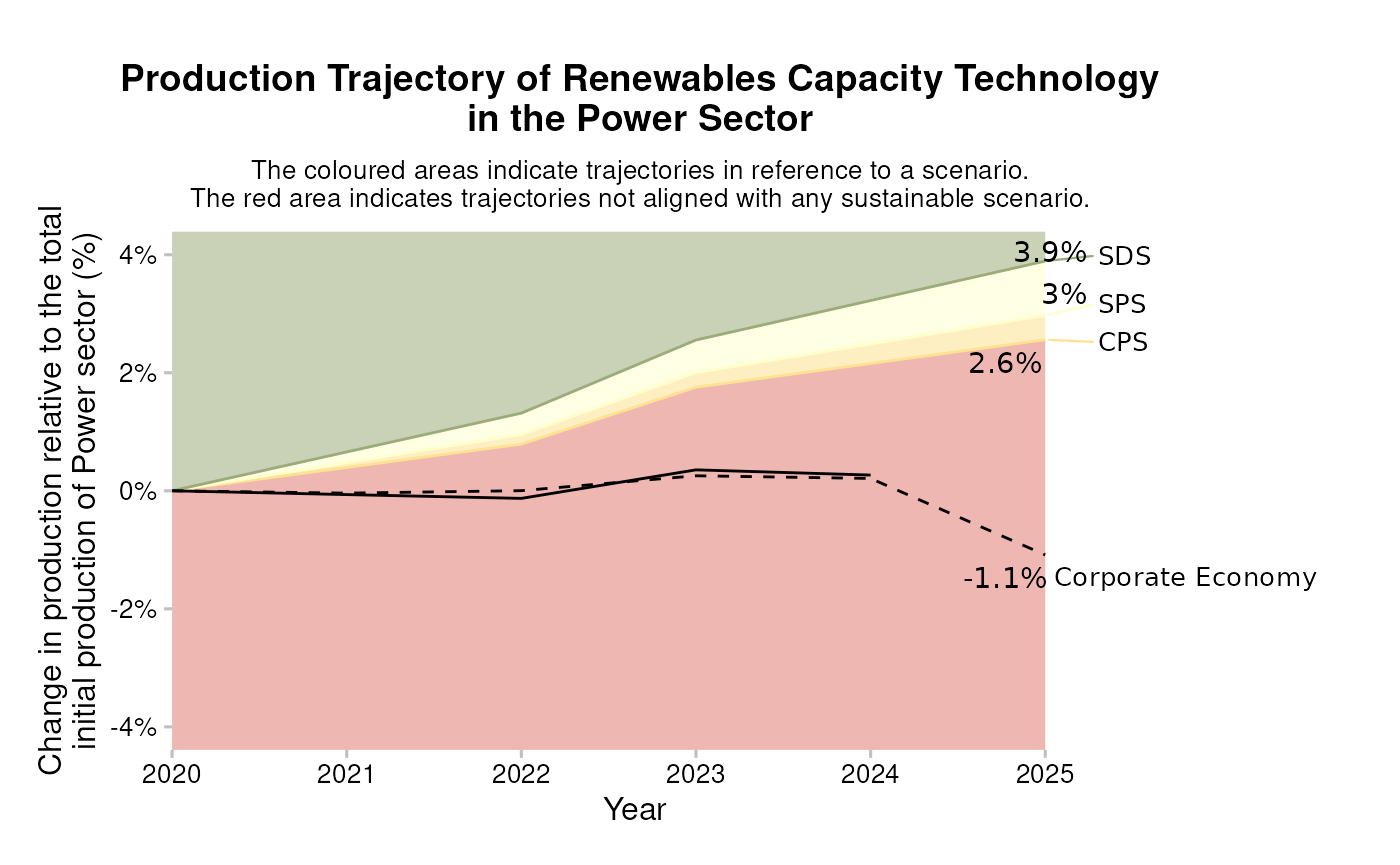 Production Trajectory of Renewables Capacity Technology
in the Power Sector
The coloured areas indicate trajectories in reference to a scenario.
The red area indicates trajectories not aligned with any sustainable scenario.
Change in production relative to the total
initial production of Power sector (%)
4%
2%
0%
-2%
-4%
3.9%
SDS
3%
SPS
CPS
2.6%
-1.1%
Corporate Economy
2020
2021
2022
2023
2024
2025
Year